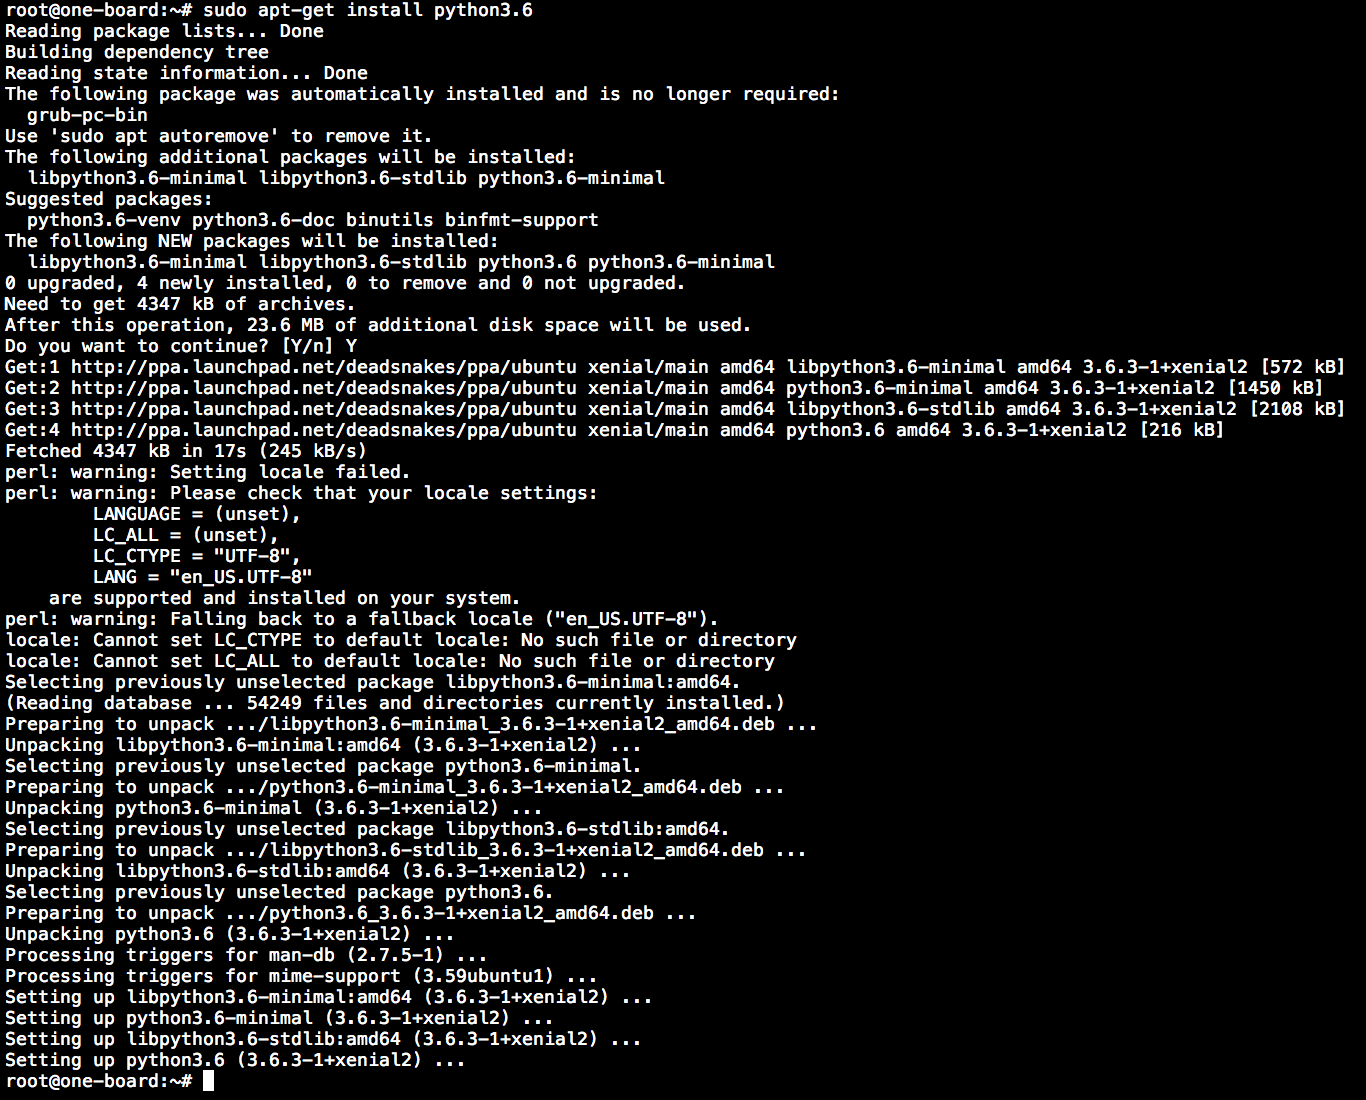 root@one-board:~# sudo apt-get install python3.6
Reading package lists... Done
Building dependency tree
Reading state information... Done
The following package was automatically installed and is no longer required:
  grub-pc-bin
Use 'sudo apt autoremove' to remove it.
The following additional packages will be installed:
  libpython3.6-minimal libpython3.6-stdlib python3.6-minimal
Suggested packages:
  python3.6-venv python3.6-doc binutils binfmt-support
The following NEW packages will be installed:
  libpython3.6-minimal libpython3.6-stdlib python3.6 python3.6-minimal
0 upgraded, 4 newly installed, 0 to remove and 0 not upgraded.
Need to get 4347 kB of archives.
After this operation, 23.6 MB of additional disk space will be used.
Do you want to continue? [Y/n] Y
Get:1 http://ppa.launchpad.net/deadsnakes/ppa/ubuntu xenial/main amd64 libpython3.6-minimal amd64 3.6.3-1+xenial2 [572 kB]
Get:2 http://ppa.launchpad.net/deadsnakes/ppa/ubuntu xenial/main amd64 python3.6-minimal amd64 3.6.3-1+xenial2 [1450 kB]
Get:3 http://ppa.launchpad.net/deadsnakes/ppa/ubuntu xenial/main amd64 libpython3.6-stdlib amd64 3.6.3-1+xenial2 [2108 kB]
Get:4 http://ppa.launchpad.net/deadsnakes/ppa/ubuntu xenial/main amd64 python3.6 amd64 3.6.3-1+xenial2 [216 kB]
Fetched 4347 kB in 17s (245 kB/s)
perl: warning: Setting locale failed.
perl: warning: Please check that your locale settings:
        LANGUAGE = (unset),
        LC_ALL = (unset),
        LC_CTYPE = "UTF-8",
        LANG = "en_US.UTF-8"
    are supported and installed on your system.
perl: warning: Falling back to a fallback locale ("en_US.UTF-8").
locale: Cannot set LC_CTYPE to default locale: No such file or directory
locale: Cannot set LC_ALL to default locale: No such file or directory
Selecting previously unselected package libpython3.6-minimal:amd64.
(Reading database ... 54249 files and directories currently installed.)
Preparing to unpack .../libpython3.6-minimal_3.6.3-1+xenial2_amd64.deb ...
Unpacking libpython3.6-minimal:amd64 (3.6.3-1+xenial2) ...
Selecting previously unselected package python3.6-minimal.
Preparing to unpack .../python3.6-minimal_3.6.3-1+xenial2_amd64.deb ...
Unpacking python3.6-minimal (3.6.3-1+xenial2) ...
Selecting previously unselected package libpython3.6-stdlib:amd64.
Preparing to unpack .../libpython3.6-stdlib_3.6.3-1+xenial2_amd64.deb ...
Unpacking libpython3.6-stdlib:amd64 (3.6.3-1+xenial2) ...
Selecting previously unselected package python3.6.
Preparing to unpack .../python3.6_3.6.3-1+xenial2_amd64.deb ...
Unpacking python3.6 (3.6.3-1+xenial2) ...
Processing triggers for man-db (2.7.5-1) ...
Processing triggers for mime-support (3.59ubuntu1) ...
Setting up libpython3.6-minimal:amd64 (3.6.3-1+xenial2) ...
Setting up python3.6-minimal (3.6.3-1+xenial2) ...
Setting up libpython3.6-stdlib:amd64 (3.6.3-1+xenial2) ...
Setting up python3.6 (3.6.3-1+xenial2) ...
root@one-board:~#